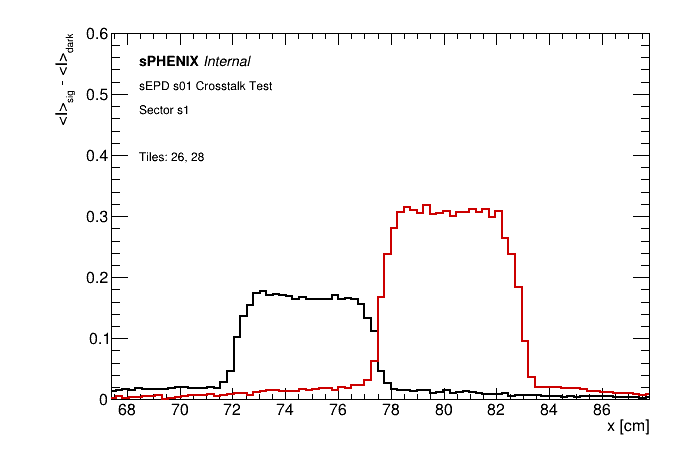 0.6
0.5
0.4
0.3
0.2
0.1
0
<I>sig - <I>dark
sPHENIX Internal
sEPD s01 Crosstalk Test
Sector s1
Tiles: 26, 28
68 70 72 74 76 78 80 82 84 86
x [cm]